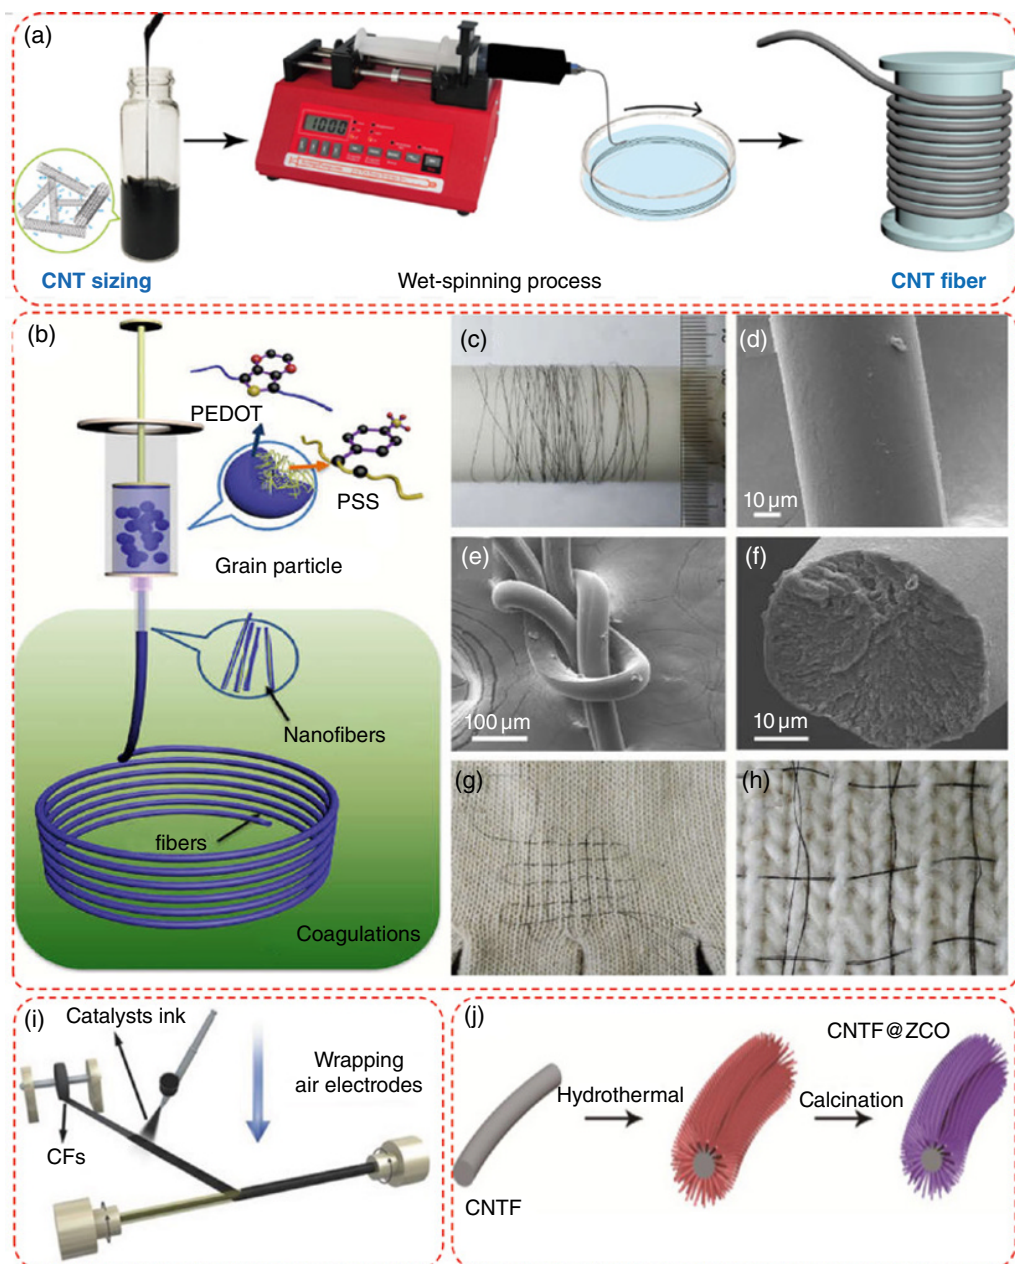 (a)
1000
CNT sizing
Wet-spinning process
CNT fiber
(b)
PEDOT
PSS
Grain particle
Nanofibers
fibers
Coagulations
(c)
(d)
10 μm
(e)
100 μm
(f)
10 μm
(g)
(h)
(i)
Catalysts ink
Wrapping
air electrodes
CFs
(j)
CNTF@ZCO
Hydrothermal
Calcination
CNTF